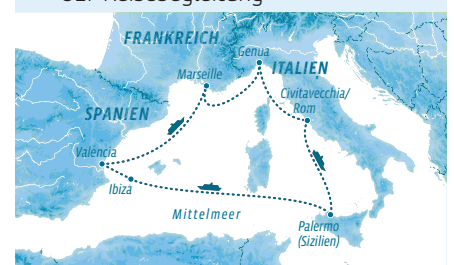 FRANKREICH
Genua
Marseille
ITALIEN
Civitavecchia/
Rom
SPANIEN
Valencia
Ibiza
Mittelmeer
Palermo
(Sizilien)